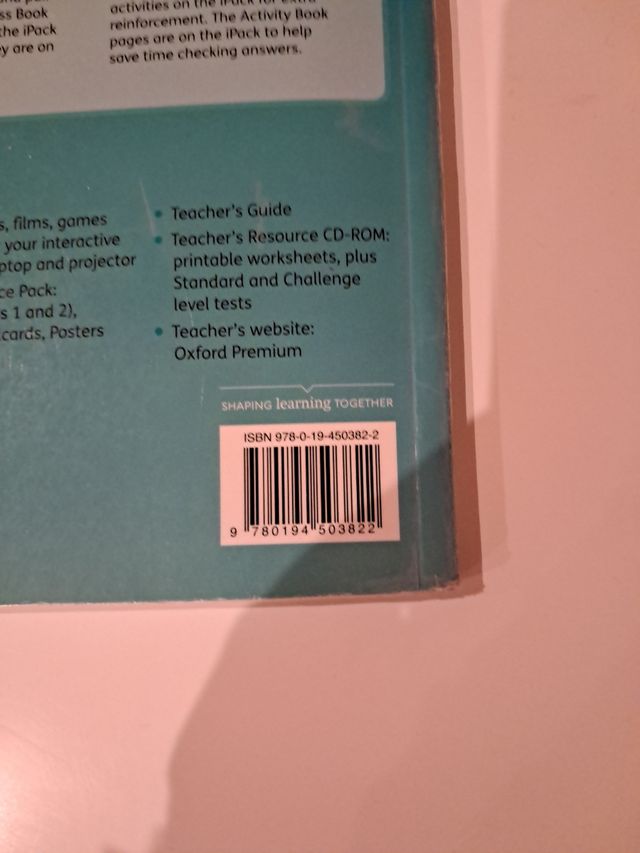 ss Book
the iPack
ey are on
activities on the iPack for extra
reinforcement. The Activity Book
pages are on the iPack to help
save time checking answers.
s, films, games
your interactive
ptop and projector
ce Pack:
s 1 and 2),
cards, Posters
• Teacher's Guide
• Teacher's Resource CD-ROM:
printable worksheets, plus
Standard and Challenge
level tests
• Teacher's website:
Oxford Premium
SHAPING learning TOGETHER
ISBN 978-0-19-450382-2
9 780194 503822